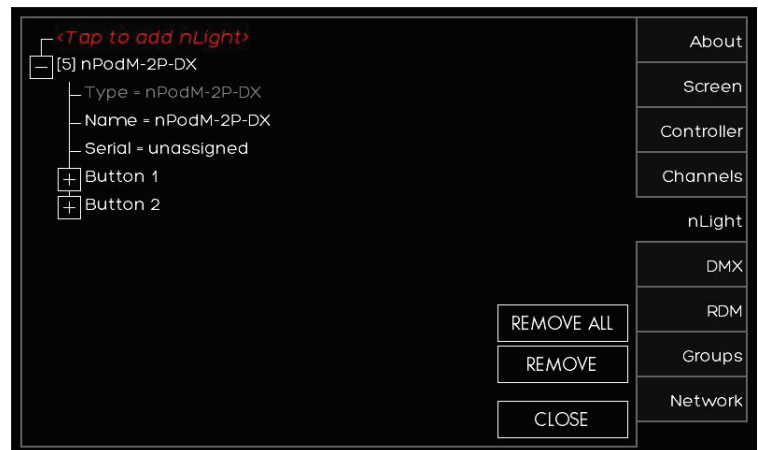 <Tap to add nLight>
[5] nPodM-2P-DX
Type = nPodM-2P-DX
Name = nPodM-2P-DX
Serial = unassigned
Button 1
Button 2
REMOVE ALL
REMOVE
CLOSE
About
Screen
Controller
Channels
nLight
DMX
RDM
Groups
Network